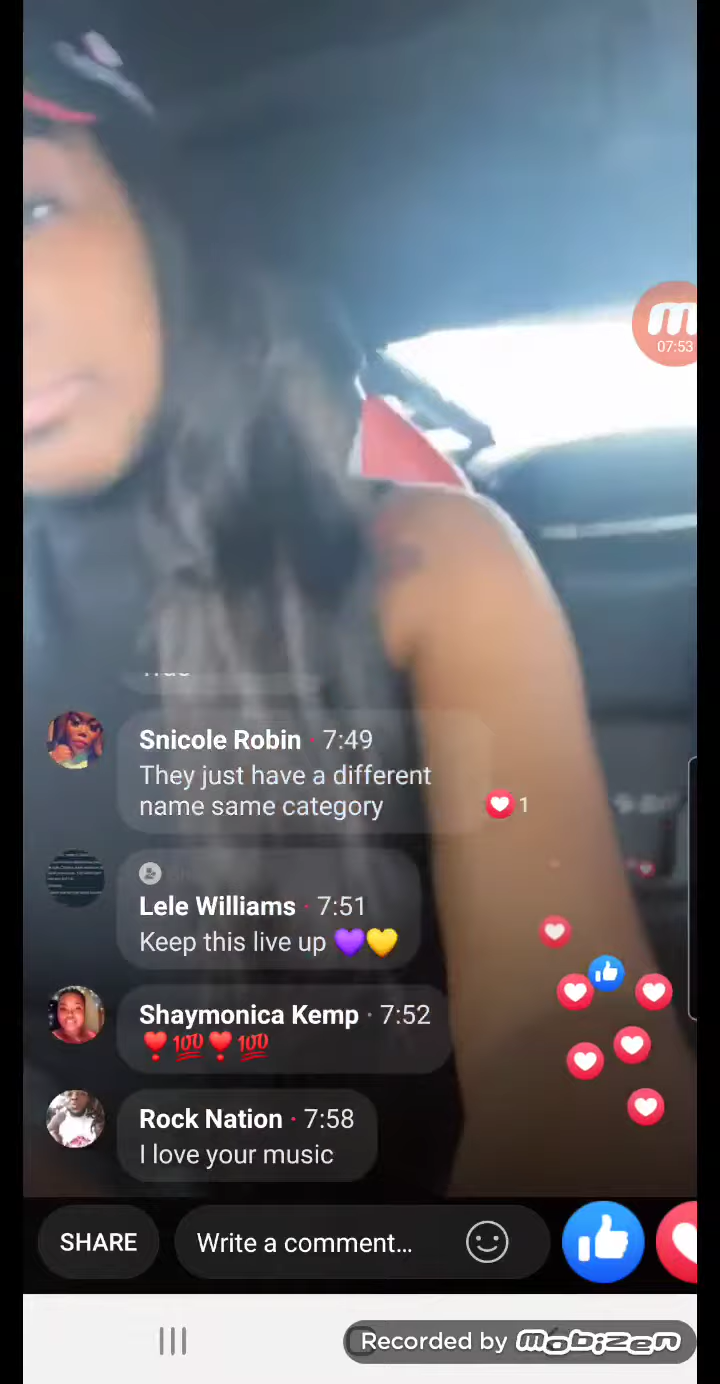 m
07:53
Snicole Robin · 7:49
They just have a different
name same category
1
Lele Williams · 7:51
Keep this live up 💜💛
Shaymonica Kemp · 7:52
❣️💯❣️💯
Rock Nation · 7:58
I love your music
SHARE
Write a comment...
Recorded by mobizen